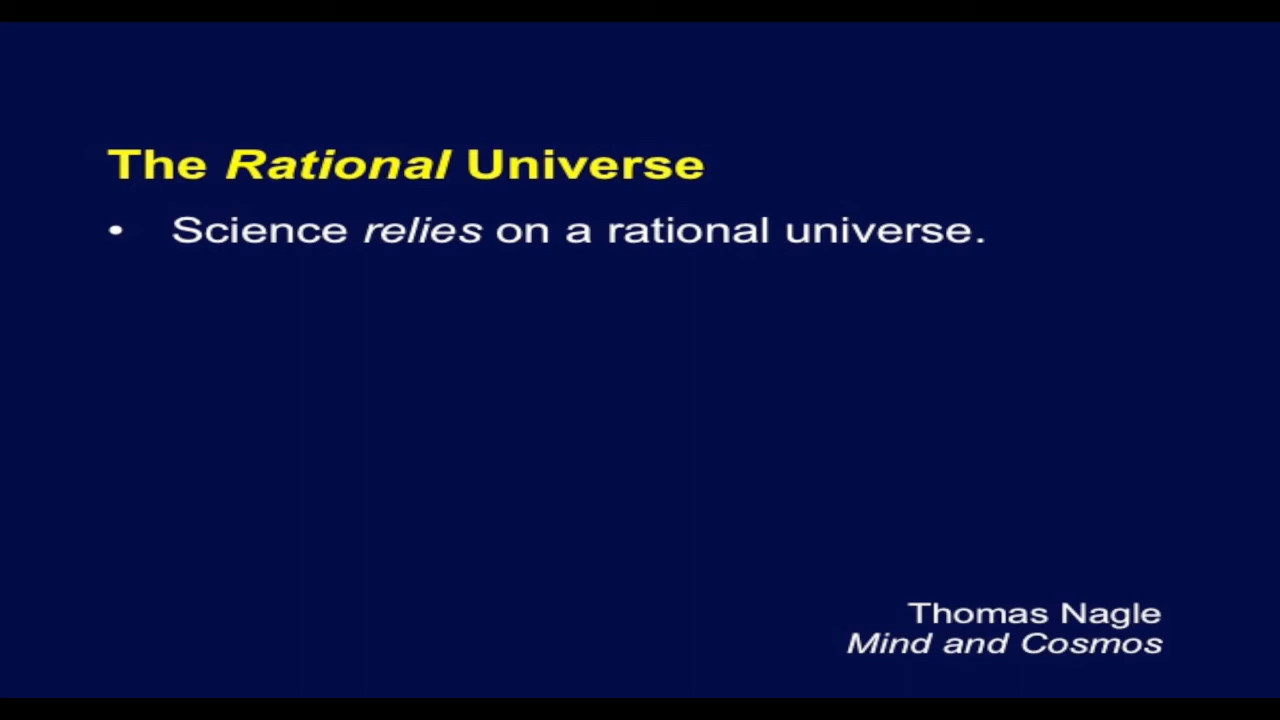 The Rational Universe
• Science relies on a rational universe.
Thomas Nagle
Mind and Cosmos